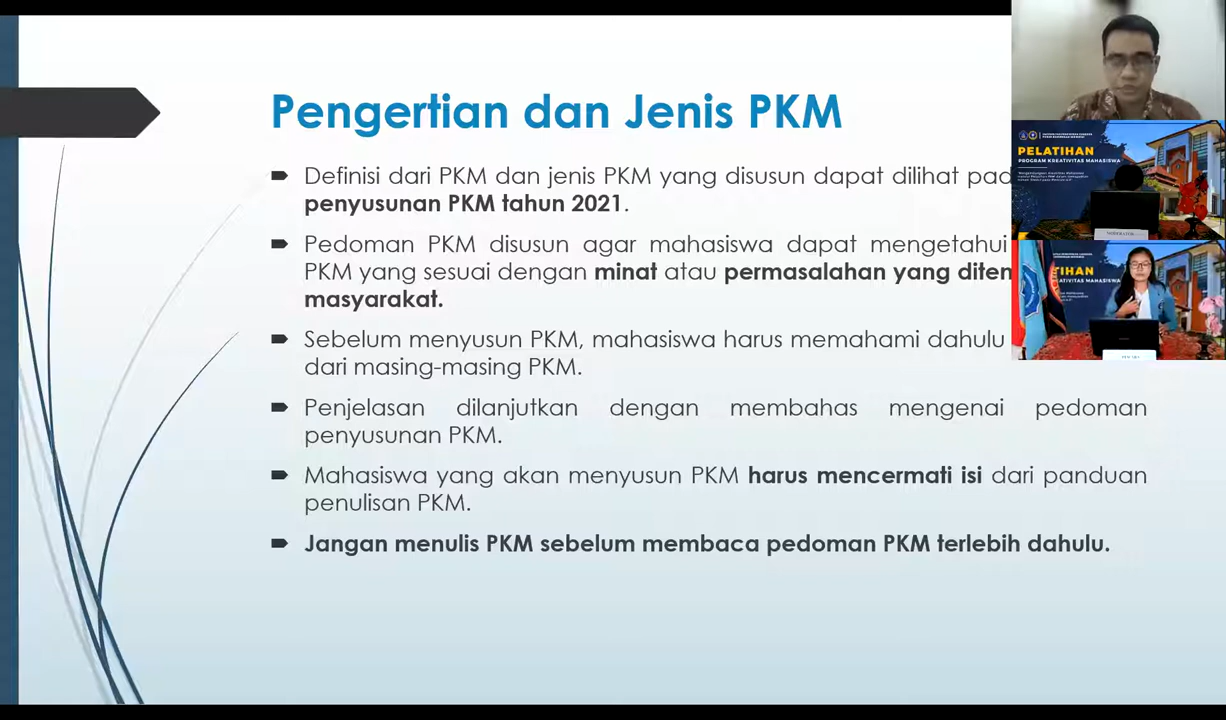 Pengertian dan Jenis PKM
Definisi dari PKM dan jenis PKM yang disusun dapat dilihat
penyusunan PKM tahun 2021.
Pedoman PKM disusun agar mahasiswa dapat mengetahui
PKM yang sesuai dengan minat atau permasalahan yang
masyarakat.
Sebelum menyusun PKM, mahasiswa harus memahami dahulu
dari masing-masing PKM.
Penjelasan dilanjutkan dengan membahas mengenai pedoman
penyusunan PKM.
Mahasiswa yang akan menyusun PKM harus mencermati isi dari panduan
penulisan PKM.
Jangan menulis PKM sebelum membaca pedoman PKM terlebih dahulu.
PELATIHAN
PROGRAM KREATIVITAS MAHASISWA
MODERATOR